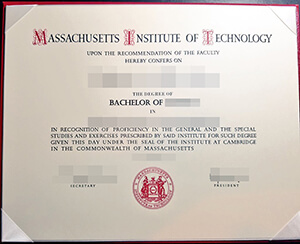 MASSACHUSETTS INSTITUTE OF TECHNOLOGY
UPON THE RECOMMENDATION OF THE FACULTY
HEREBY CONFERS ON
THE DEGREE OF
BACHELOR OF
IN
IN RECOGNITION OF PROFICIENCY IN THE GENERAL AND THE SPECIAL
STUDIES AND EXERCISES PRESCRIBED BY SAID INSTITUTE FOR SUCH DEGREE
GIVEN THIS DAY UNDER THE SEAL OF THE INSTITUTE AT CAMBRIDGE
IN THE COMMONWEALTH OF MASSACHUSETTS
SECRETARY
PRESIDENT